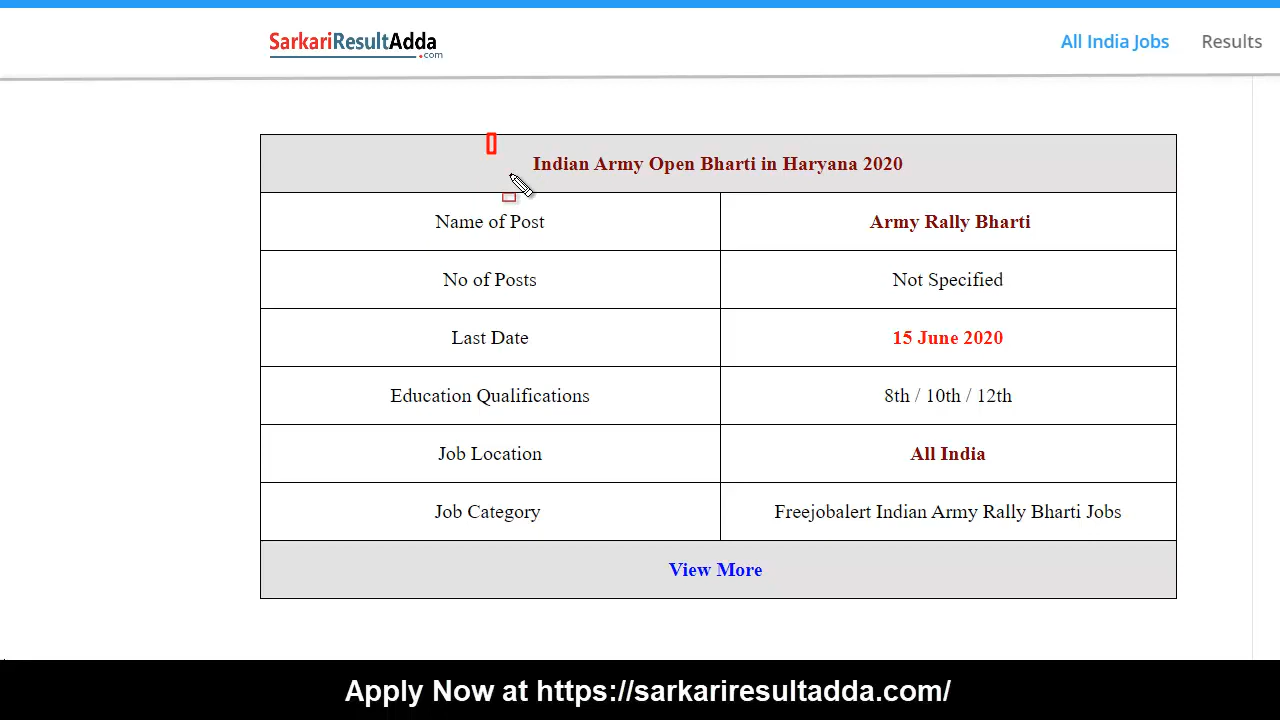 SarkariResultAdda
.com
All India Jobs Results
Indian Army Open Bharti in Haryana 2020
Name of Post Army Rally Bharti
No of Posts Not Specified
Last Date 15 June 2020
Education Qualifications 8th / 10th / 12th
Job Location All India
Job Category Freejobalert Indian Army Rally Bharti Jobs
View More
Apply Now at https://sarkariresultadda.com/